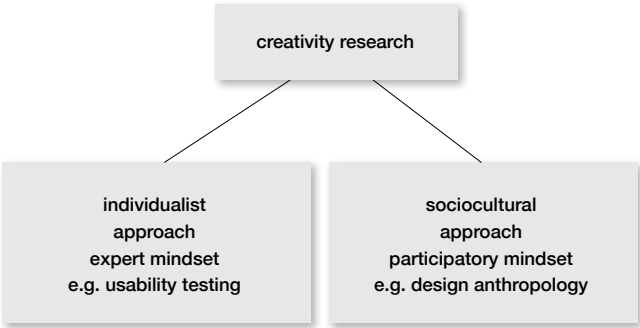 creativity research
individualist
approach
expert mindset
e.g. usability testing
sociocultural
approach
participatory mindset
e.g. design anthropology